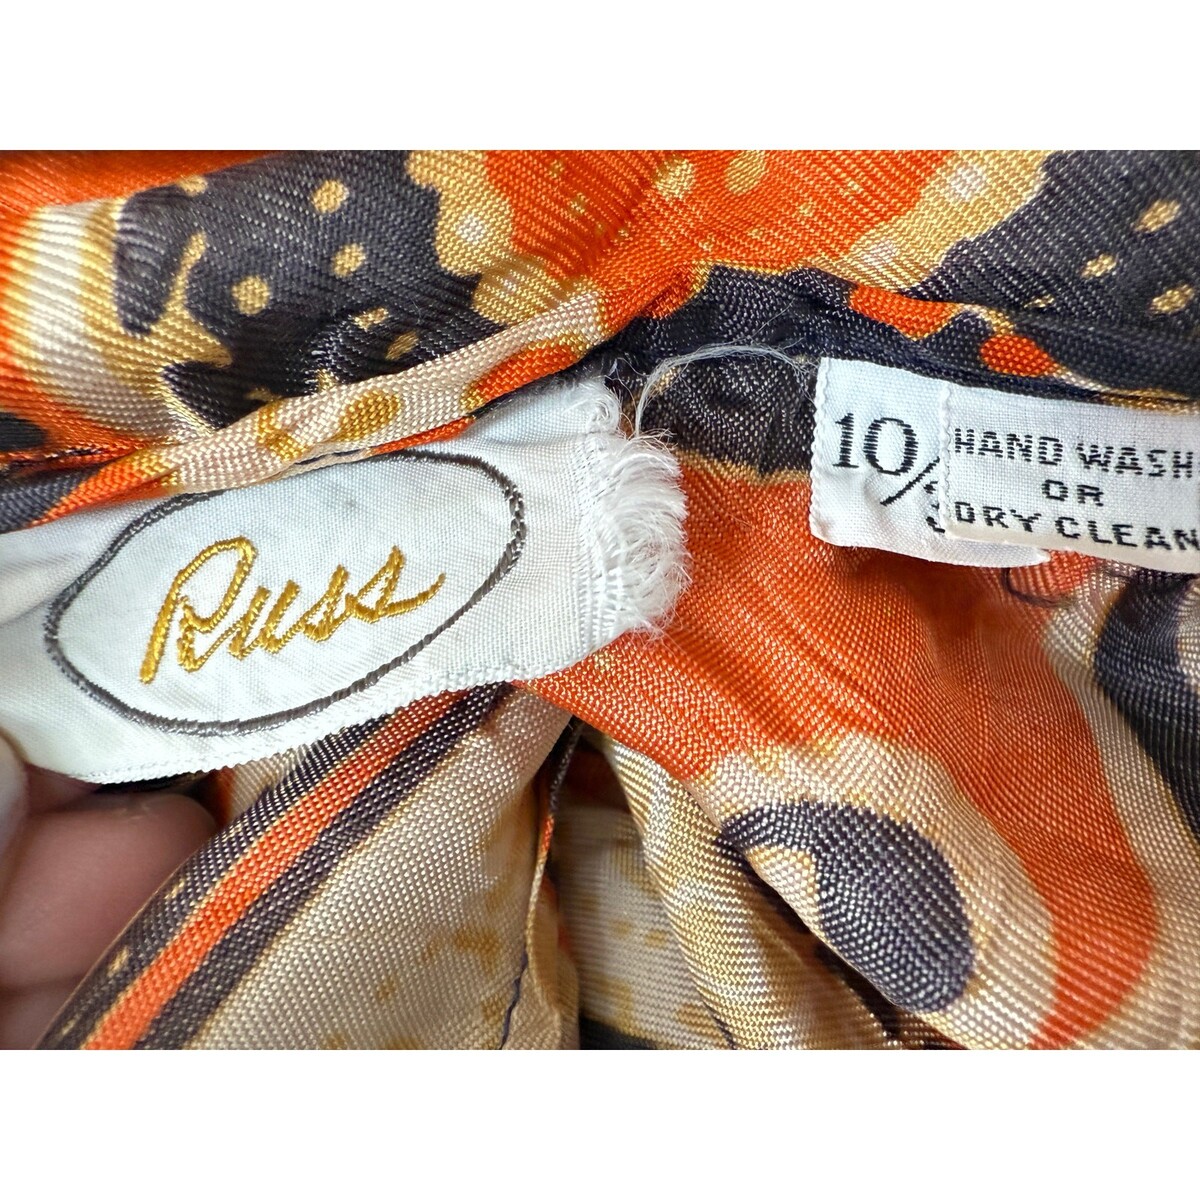 Russ
10/
HAND WASH
OR
DRY CLEAN